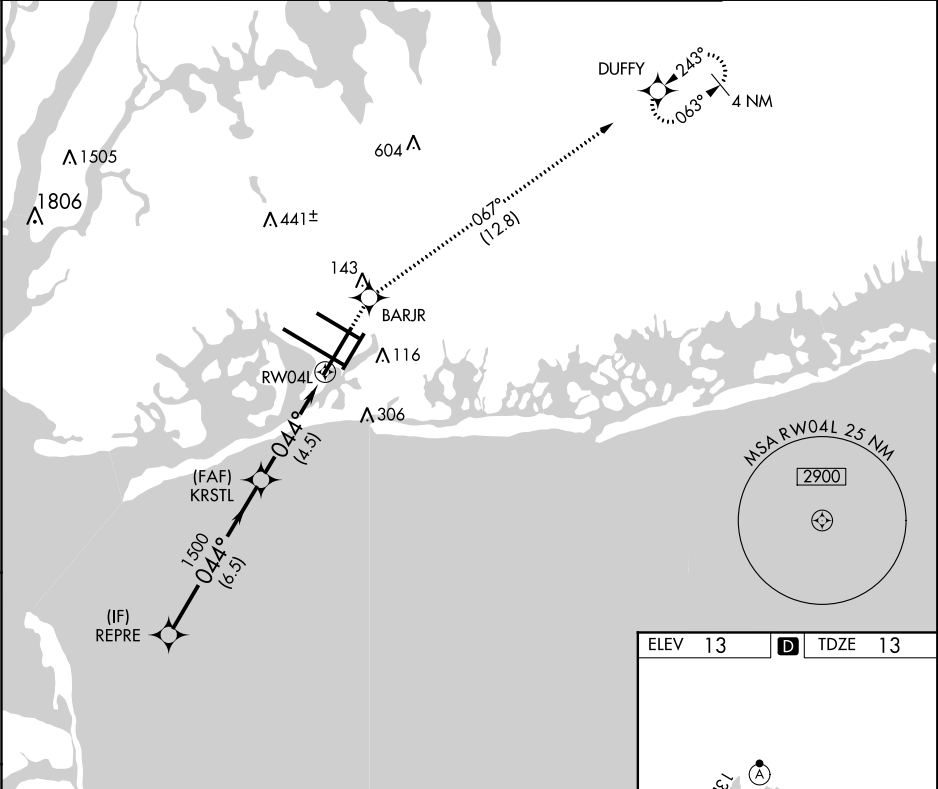 DUFFY
243°
063°
4 NM
604
1505
1806
441±
067°
(12.8)
143
BARJR
116
RW04L
306
044°
(4.5)
(FAF)
KRSTL
1500
044°
(6.5)
(IF)
REPRE
MSA RW04L 25 NM
2900
ELEV 13
D
TDZE 13
A